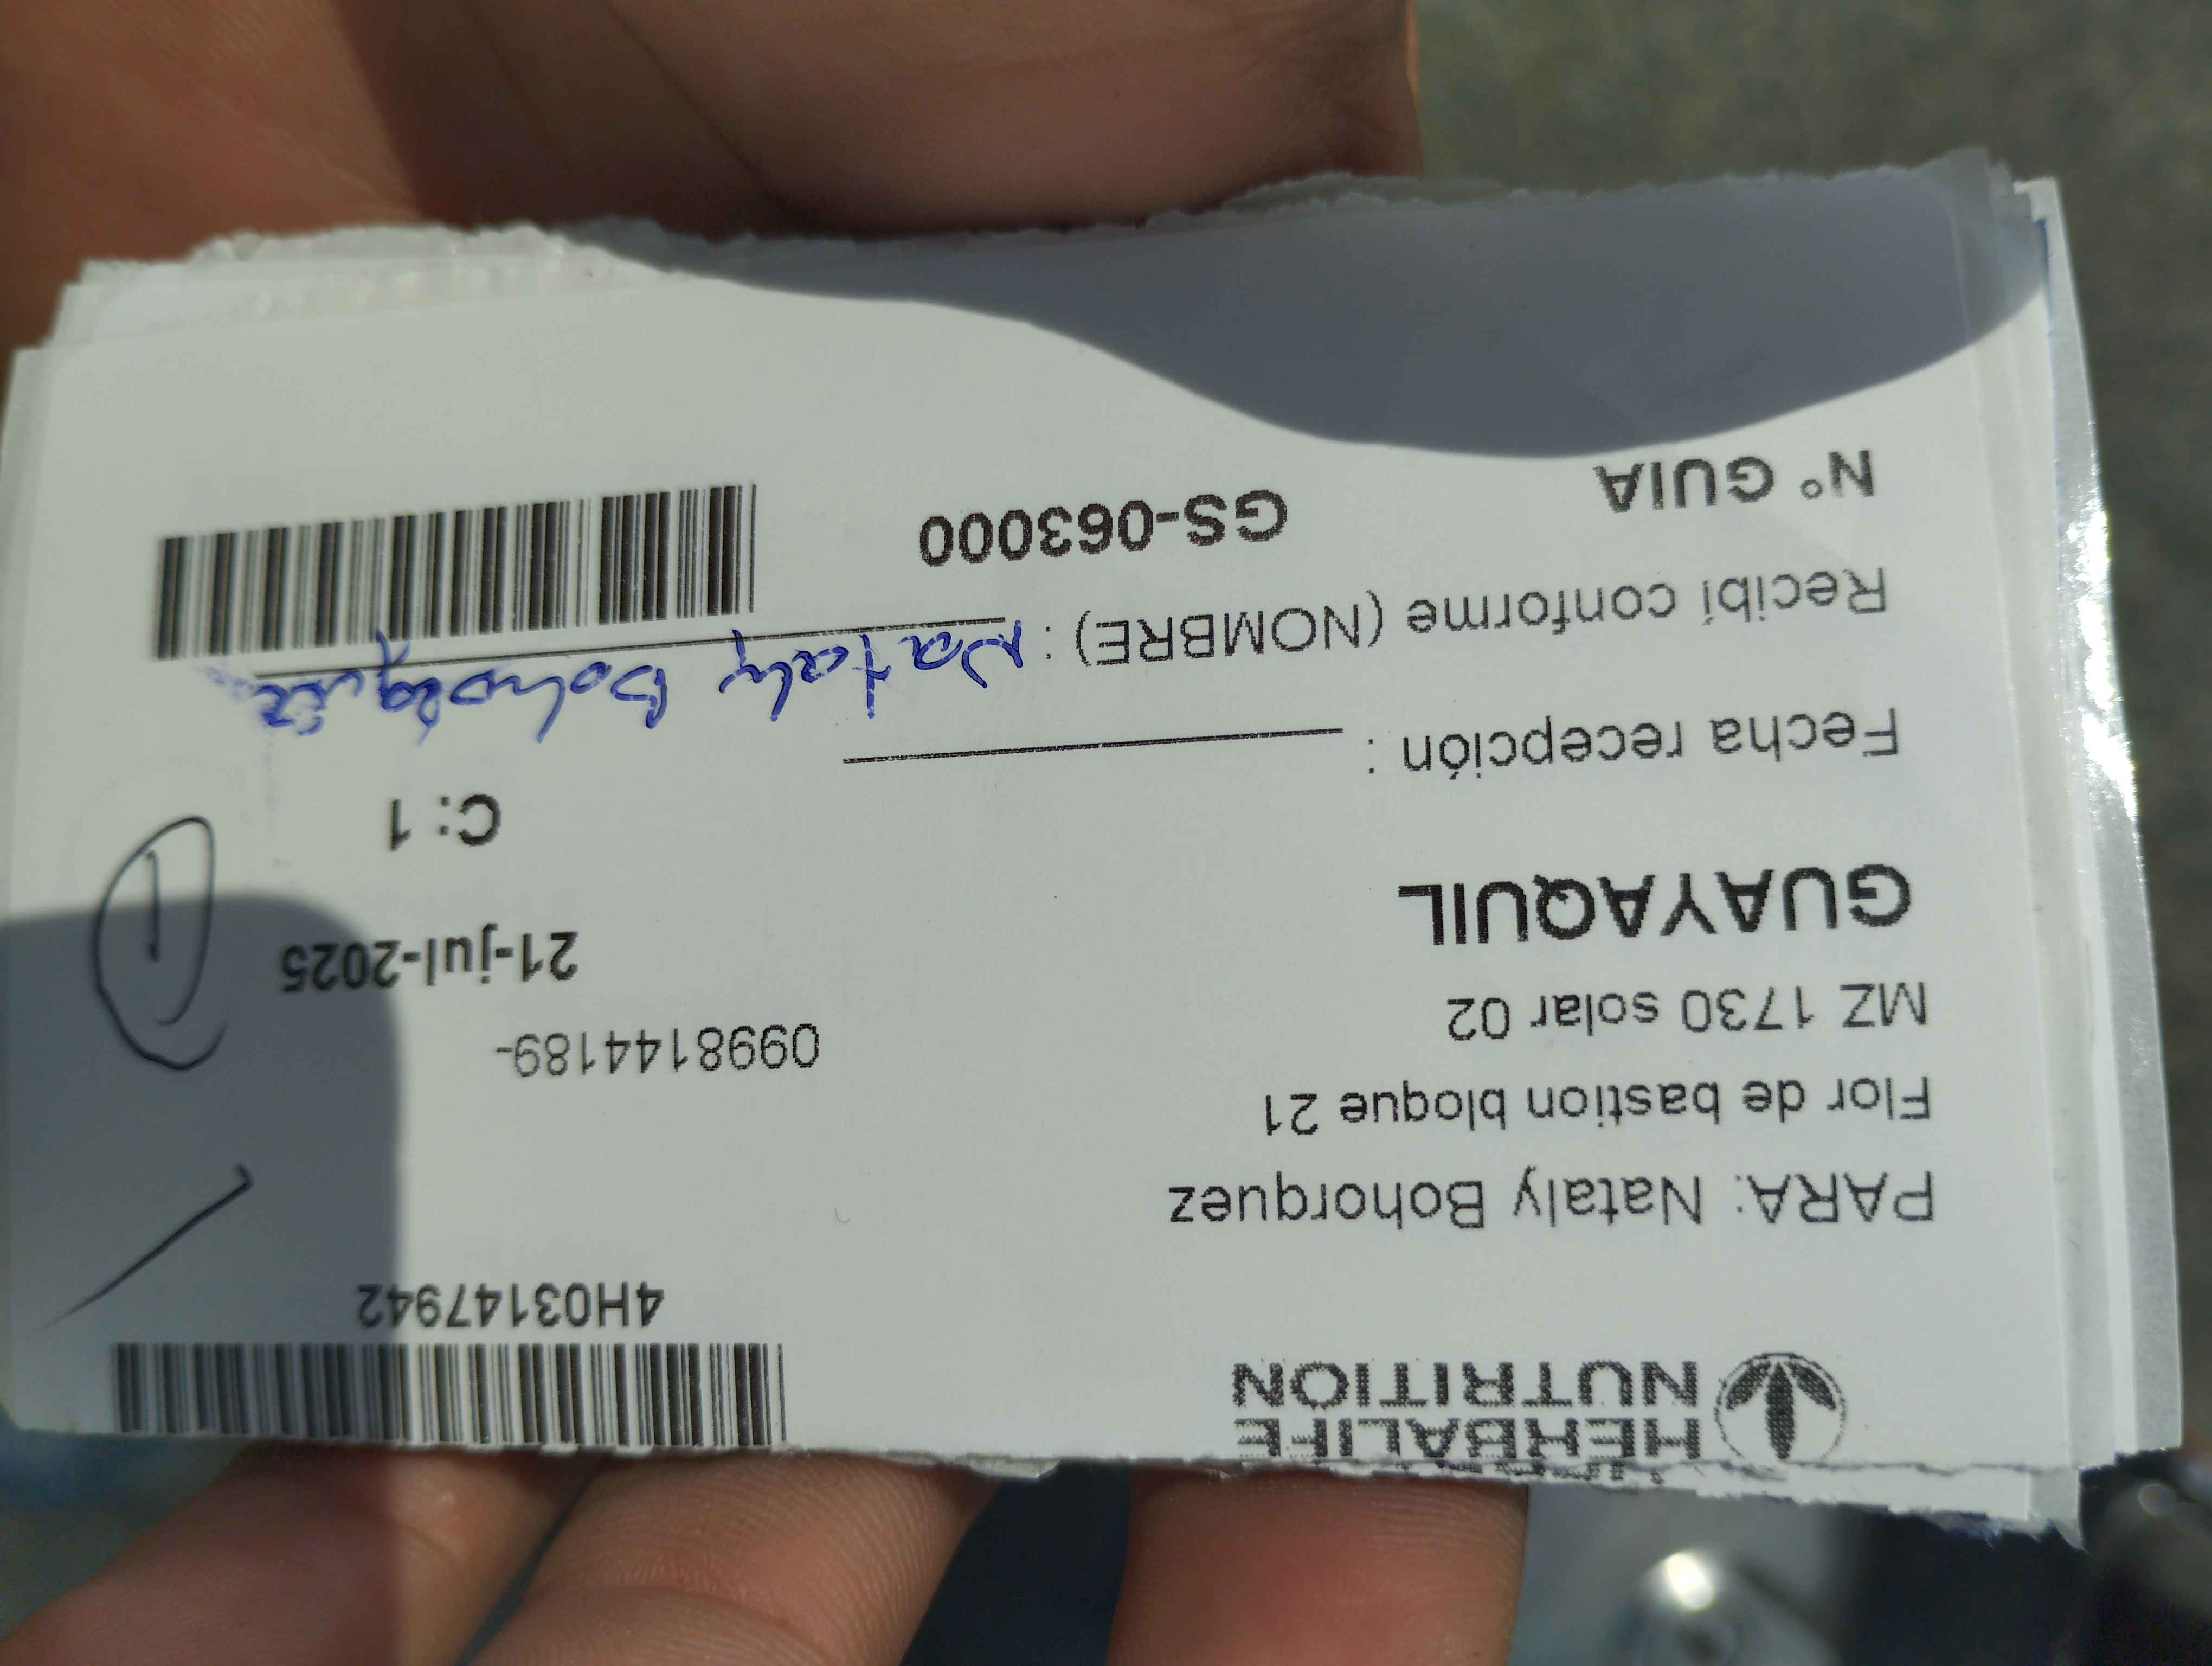 HERBALIFE
NUTRITION
4H03147942
PARA: Nataly Bohorquez
Flor de bastion bloque 21
0998144189-
MZ 1730 solar 02
21-jul-2025
GUAYAQUIL
C: 1
1
Fecha recepción :
Recibí conforme (NOMBRE) : Nataly Bohorquez
N° GUIA GS-063000